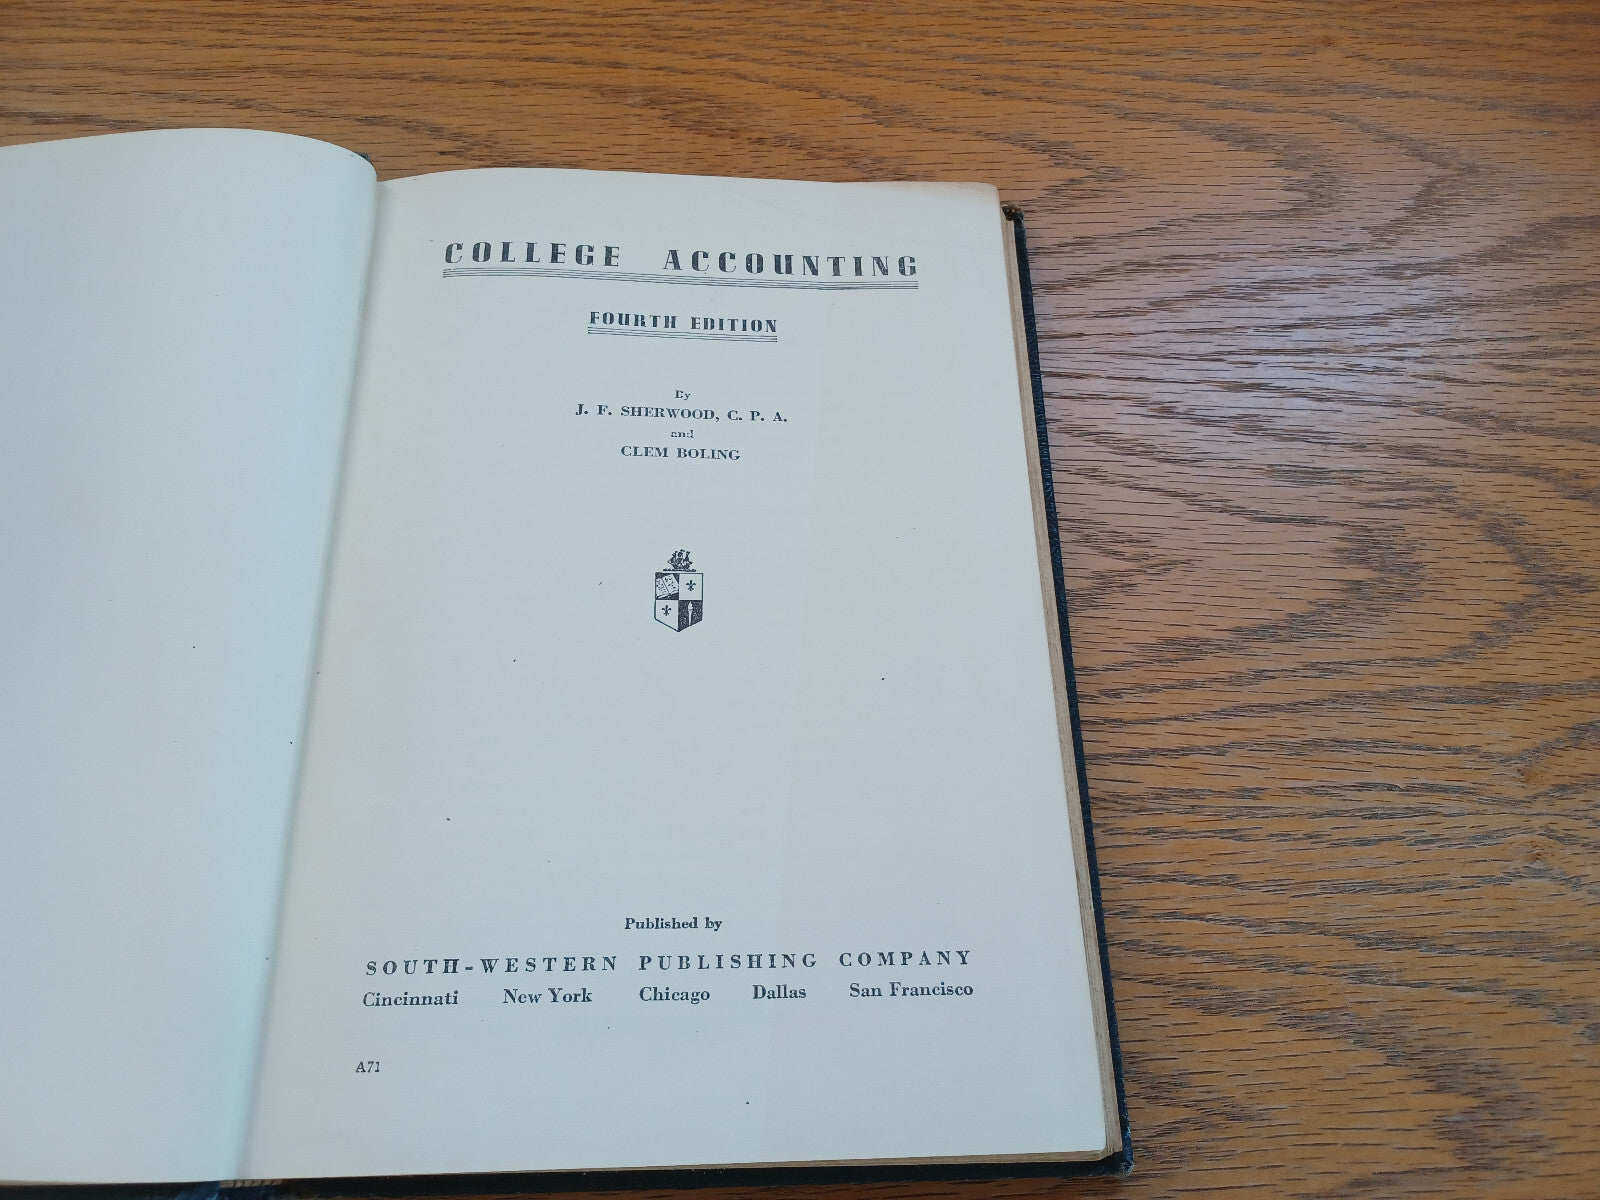 COLLEGE ACCOUNTING
FOURTH EDITION
By
J. F. SHERWOOD, C. P. A.
and
CLEM BOLING
Published by
SOUTH-WESTERN PUBLISHING COMPANY
Cincinnati New York Chicago Dallas San Francisco
A71